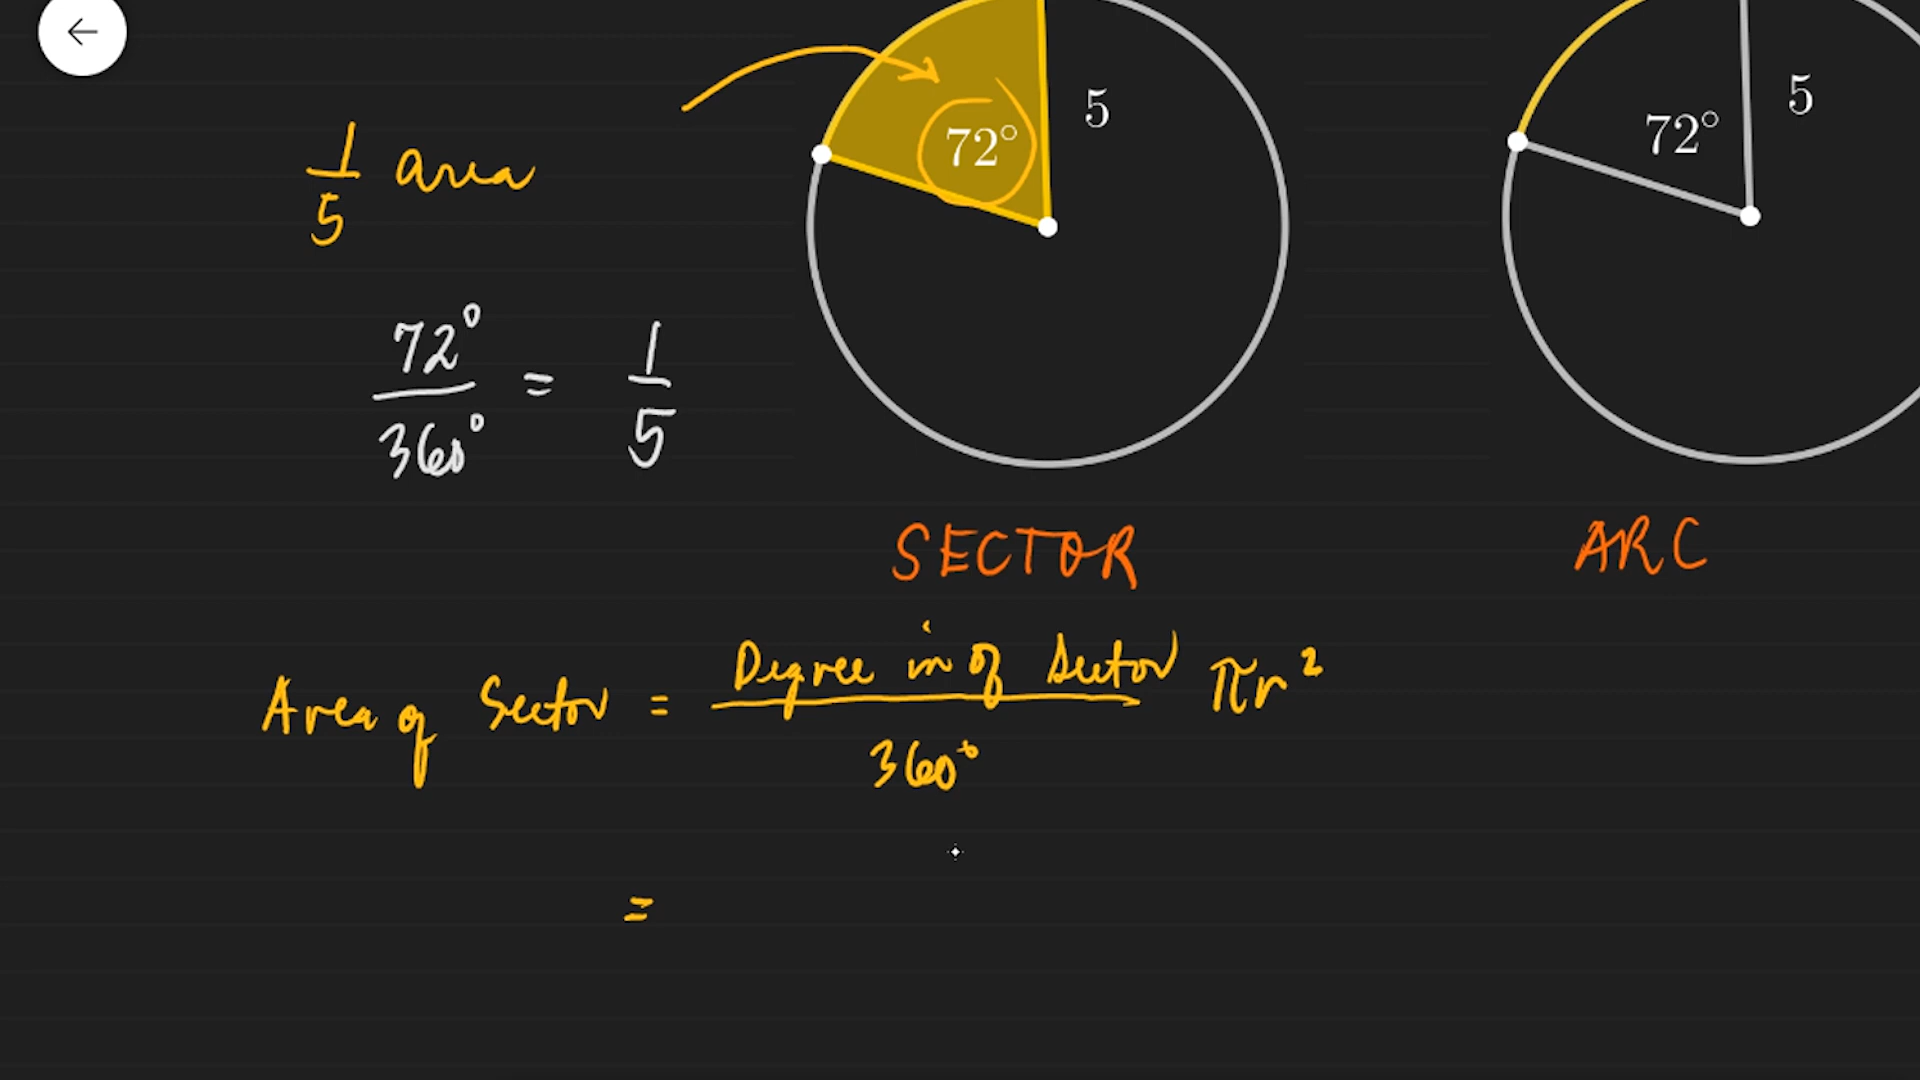 72° 5
72° 5
1/5 area
72°/360° = 1/5
SECTOR
ARC
Area of Sector = Degree in of Sector/360° πr²
=